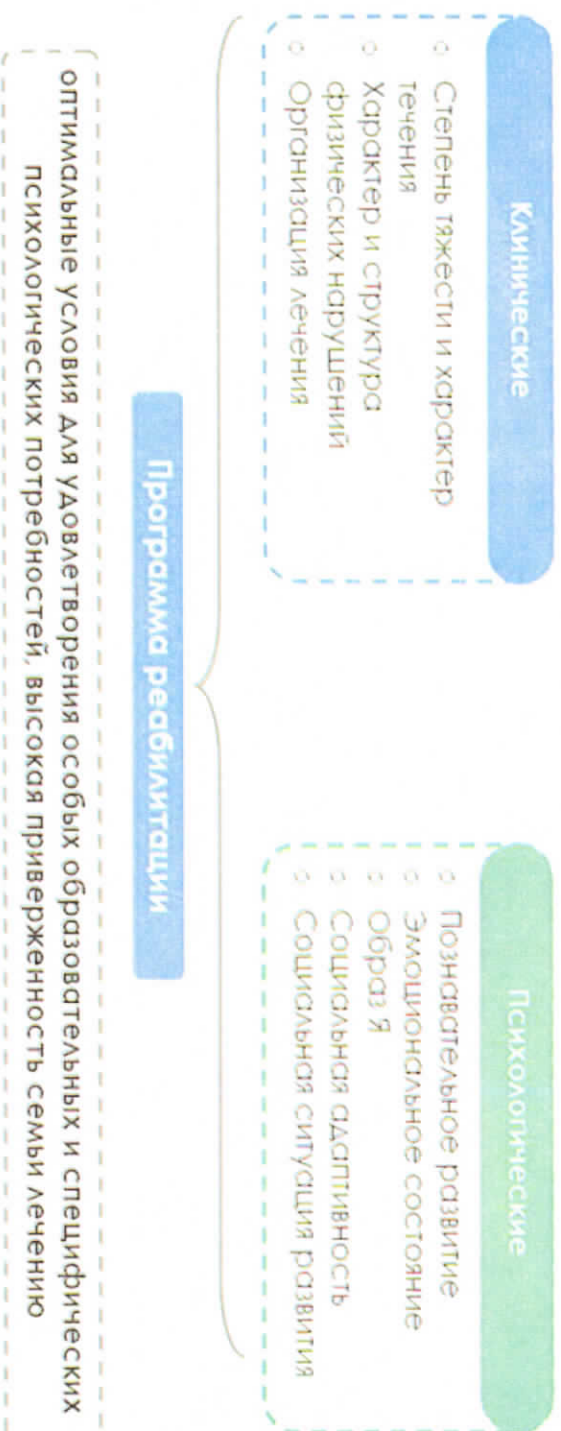 Клинические
○ Степень тяжести и характер
течения
○ Характер и структура
физических нарушений
○ Организация лечения
Психологические
○ Познавательное развитие
○ Эмоциональное состояние
○ Образ Я
○ Социальная адаптивность
○ Социальная ситуация развития
Программа реабилитации
оптимальные условия для удовлетворения особых образовательных и специфических
психологических потребностей, высокая приверженность семьи лечению